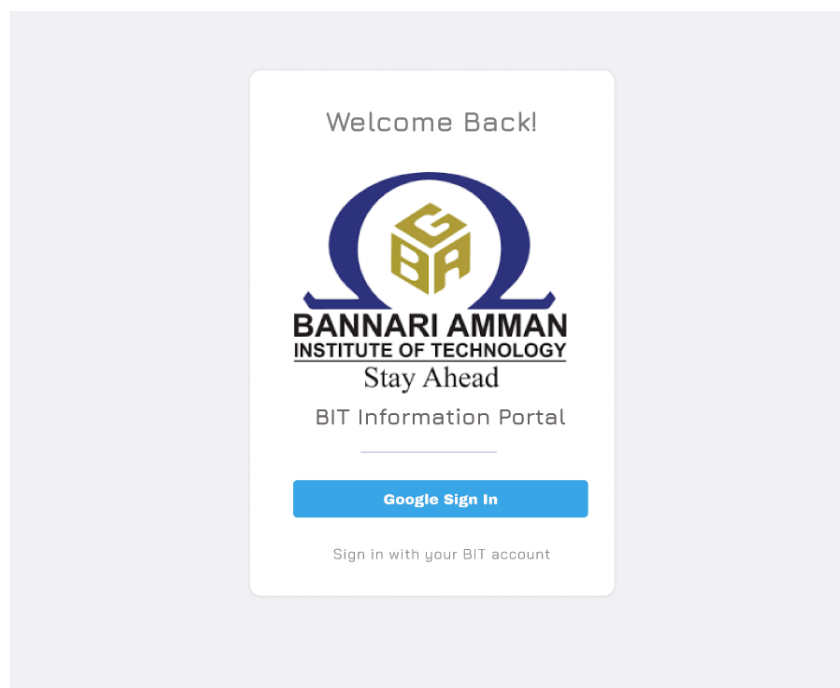 Welcome Back!
G
BA
BANNARI AMMAN
INSTITUTE OF TECHNOLOGY
Stay Ahead
BIT Information Portal
Google Sign In
Sign in with your BIT account